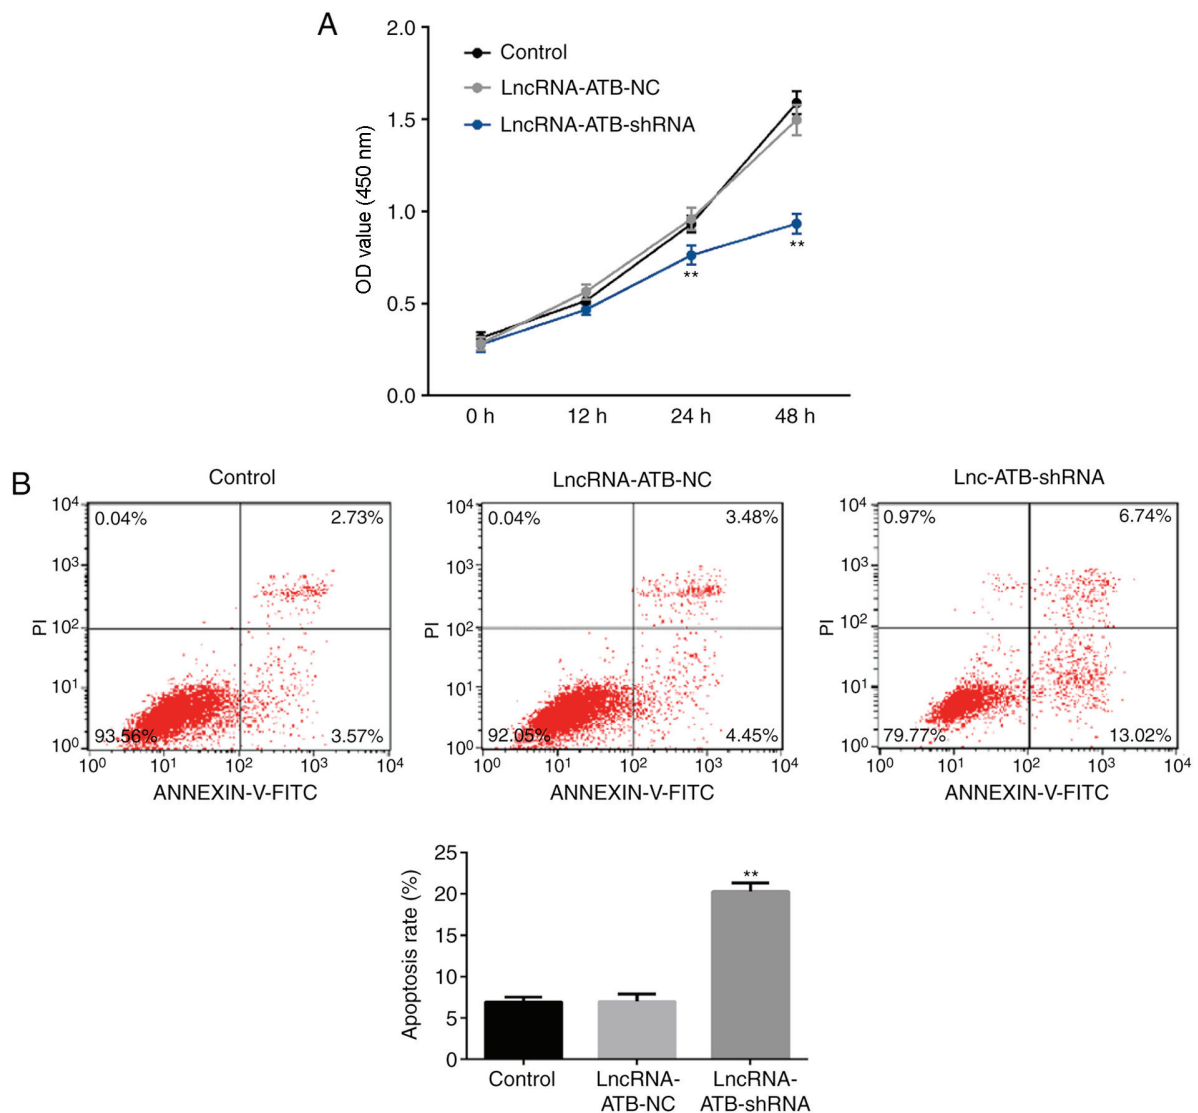 A
2.0
1.5
1.0
0.5
0.0
OD value (450 nm)
Control
LncRNA-ATB-NC
LncRNA-ATB-shRNA
**
**
0 h 12 h 24 h 48 h
B
Control
PI
10⁴
10³
10²
10¹
10⁰
0.04% 2.73%
93.56% 3.57%
10⁰ 10¹ 10² 10³ 10⁴
ANNEXIN-V-FITC
LncRNA-ATB-NC
PI
10⁴
10³
10²
10¹
10⁰
0.04% 3.48%
92.05% 4.45%
10⁰ 10¹ 10² 10³ 10⁴
ANNEXIN-V-FITC
Lnc-ATB-shRNA
PI
10⁴
10³
10²
10¹
10⁰
0.97% 6.74%
79.77% 13.02%
10⁰ 10¹ 10² 10³ 10⁴
ANNEXIN-V-FITC
Apoptosis rate (%)
25
20
15
10
5
0
**
Control
LncRNA-
ATB-NC
LncRNA-
ATB-shRNA